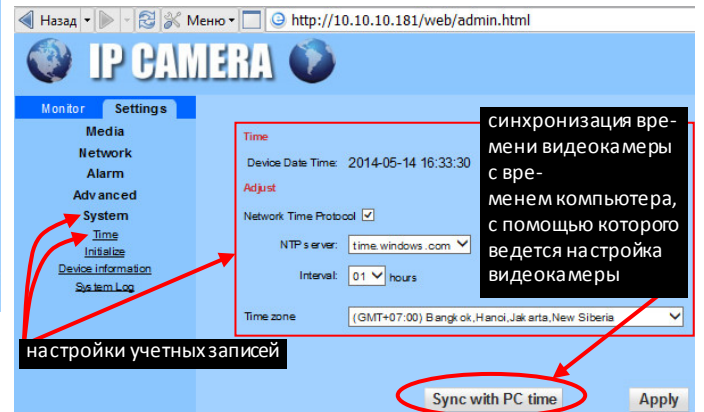 Назад Меню http://10.10.10.181/web/admin.html
IP CAMERA
Monitor Settings
Media
Network
Alarm
Advanced
System
Time
Initialize
Device information
System Log
Time
Device Date Time: 2014-05-14 16:33:30
Adjust
Network Time Protocol
NTP server: time.windows.com
Interval: 01 hours
Time zone (GMT+07:00) Bangkok,Hanoi,Jakarta,New Siberia
синхронизация вре-
мени видеокамеры
с вре-
менем компьютера,
с помощью которого
ведется настройка
видеокамеры
настройки учетных записей
Sync with PC time Apply